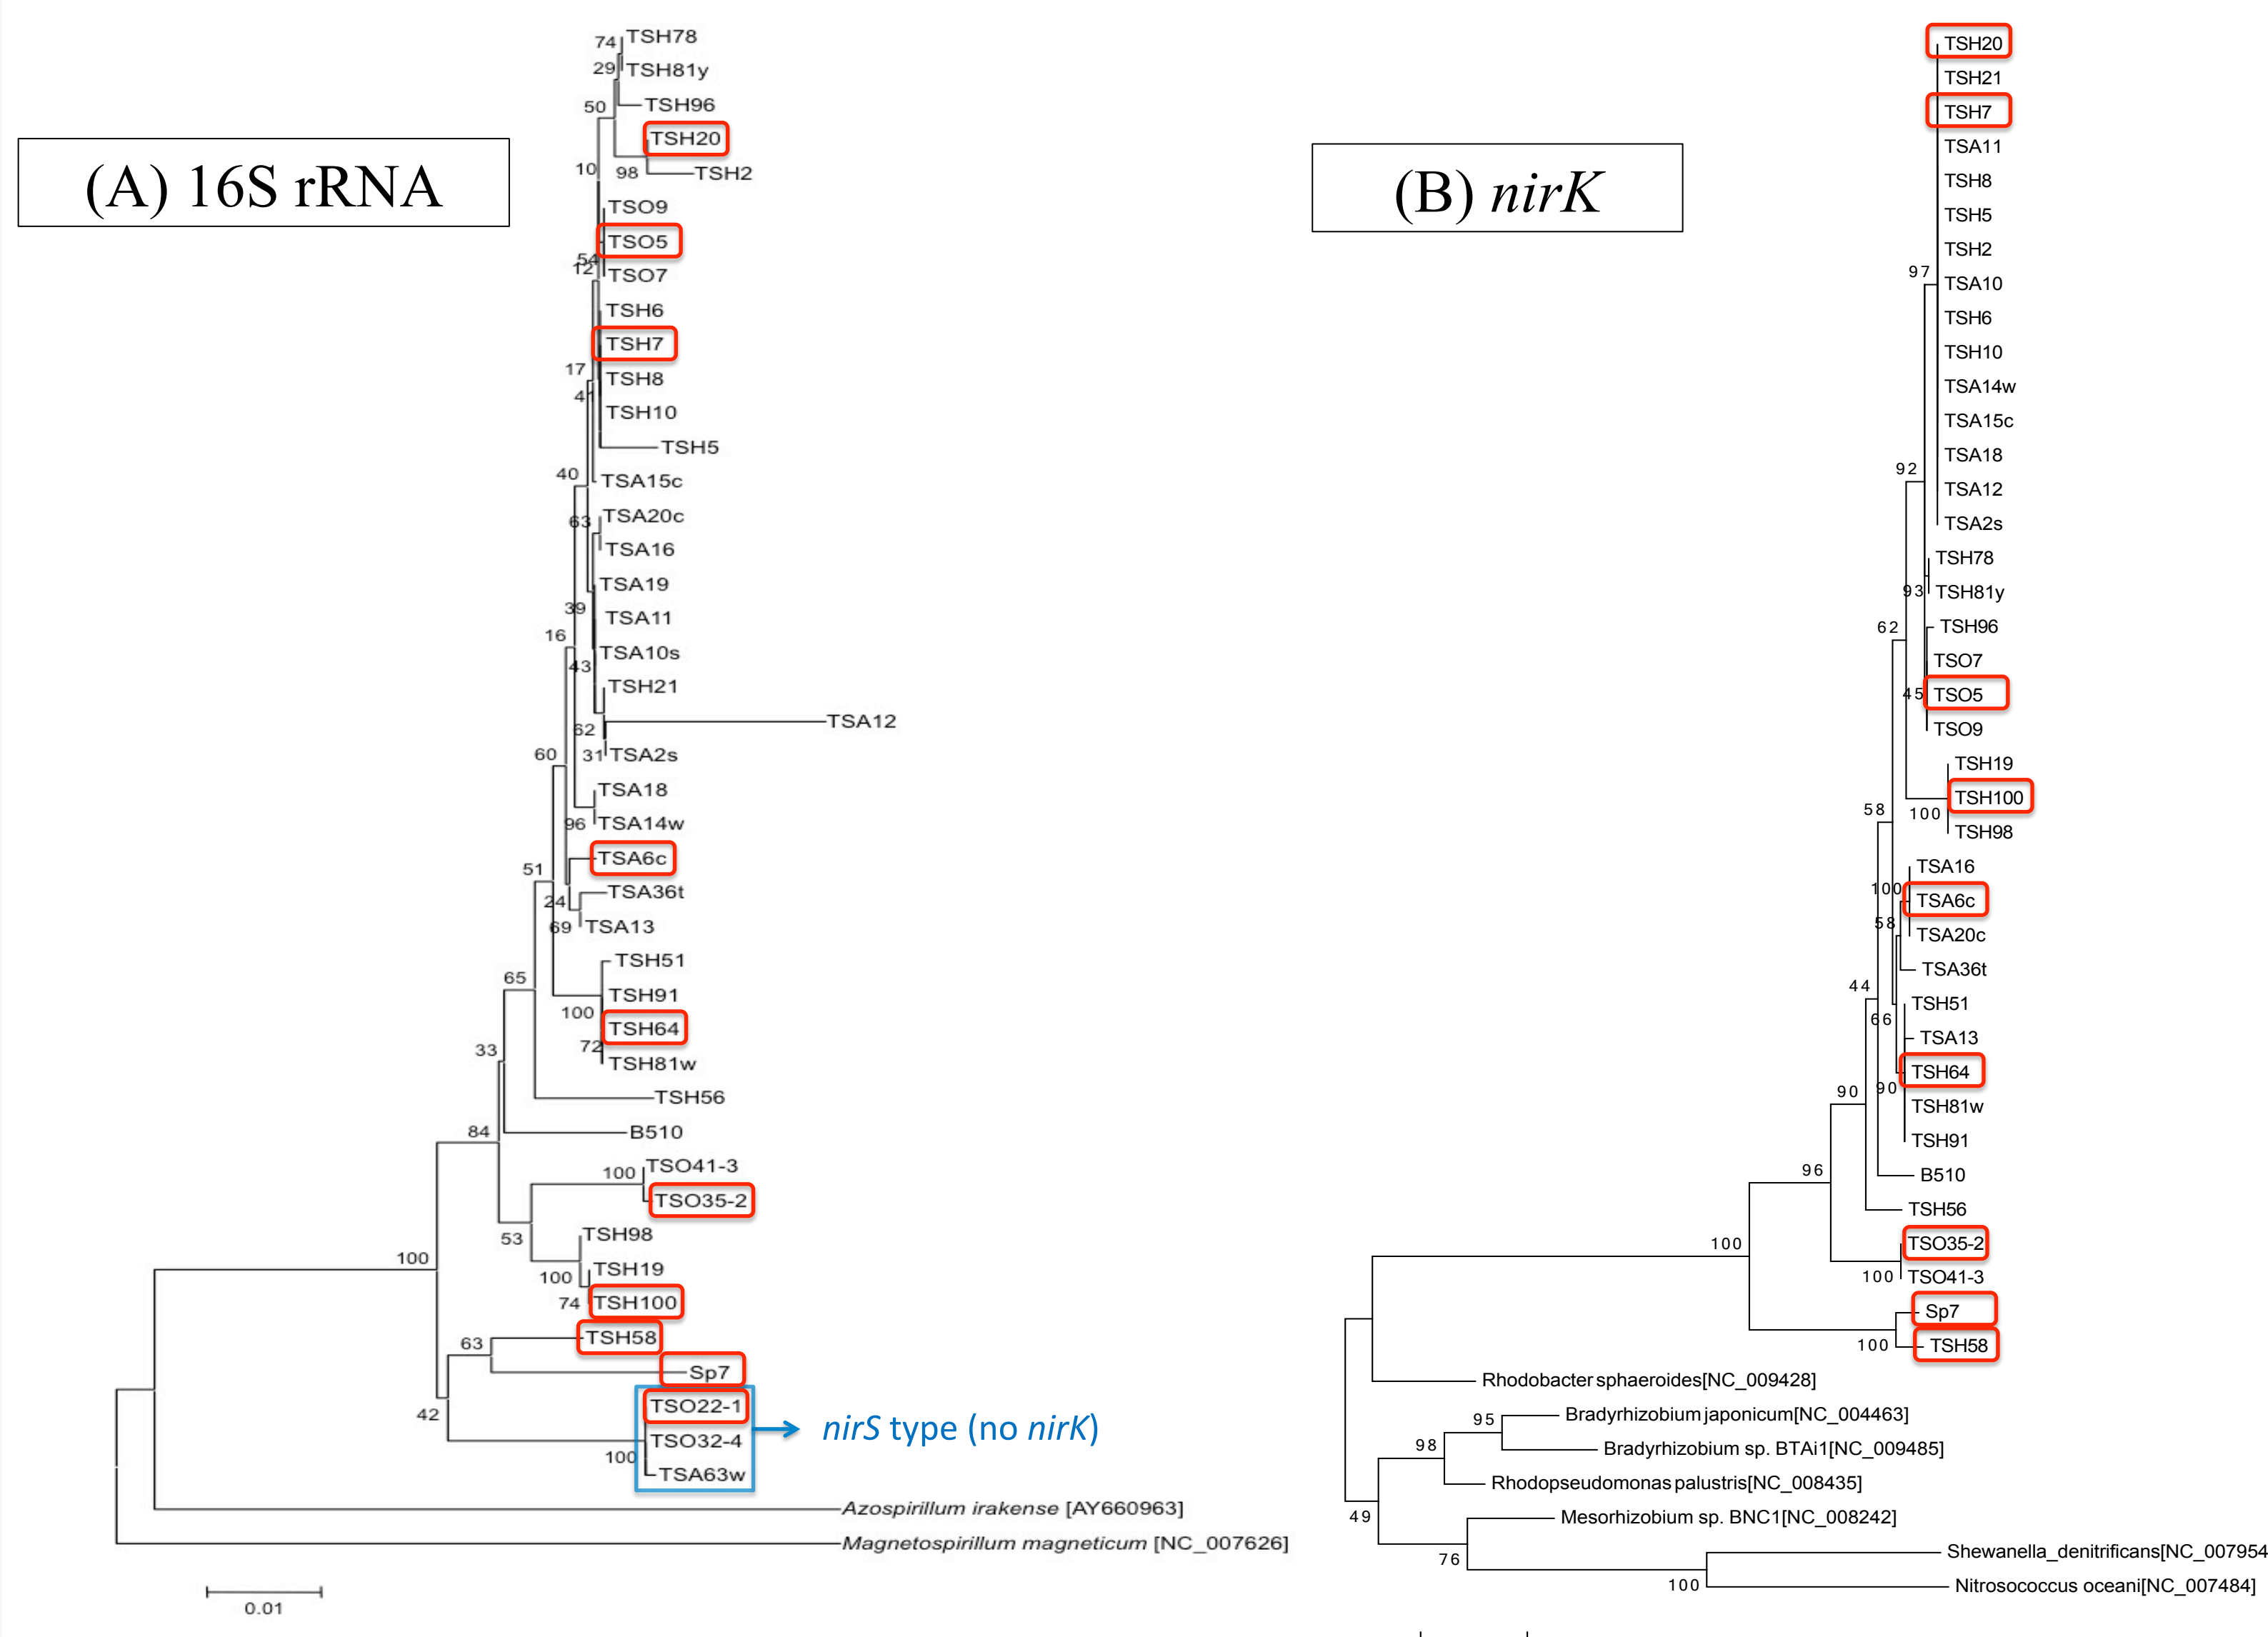 (A) 16S rRNA
74
TSH78
29
TSH81y
50
TSH96
TSH20
10
98
TSH2
TSO9
TSO5
54
12
TSO7
TSH6
TSH7
17
TSH8
41
TSH10
TSH5
40
TSA15c
63
TSA20c
TSA16
TSA19
39
TSA11
16
43
TSA10s
TSH21
62
TSA12
60
31
TSA2s
TSA18
96
TSA14w
51
TSA6c
24
TSA36t
69
TSA13
65
TSH51
TSH91
100
TSH64
33
72
TSH81w
TSH56
84
B510
100
TSO41-3
TSO35-2
53
TSH98
100
100
TSH19
74
TSH100
63
TSH58
Sp7
42
TSO22-1
TSO32-4
100
TSA63w
nirS type (no nirK)
Azospirillum irakense [AY660963]
Magnetospirillum magneticum [NC_007626]
0.01
(B) nirK
TSH20
TSH21
TSH7
TSA11
TSH8
TSH5
TSH2
97
TSA10
TSH6
TSH10
TSA14w
TSA15c
92
TSA18
TSA12
TSA2s
TSH78
93
TSH81y
62
TSH96
TSO7
45
TSO5
TSO9
TSH19
58
TSH100
100
TSH98
TSA16
100
TSA6c
58
TSA20c
TSA36t
44
TSH51
66
TSA13
TSH64
90
90
TSH81w
TSH91
96
B510
TSH56
100
TSO35-2
100
TSO41-3
Sp7
100
TSH58
Rhodobacter sphaeroides[NC_009428]
95
Bradyrhizobium japonicum[NC_004463]
98
Bradyrhizobium sp. BTAi1[NC_009485]
Rhodopseudomonas palustris[NC_008435]
49
Mesorhizobium sp. BNC1[NC_008242]
76
Shewanella_denitrificans[NC_007954
100
Nitrosococcus oceani[NC_007484]